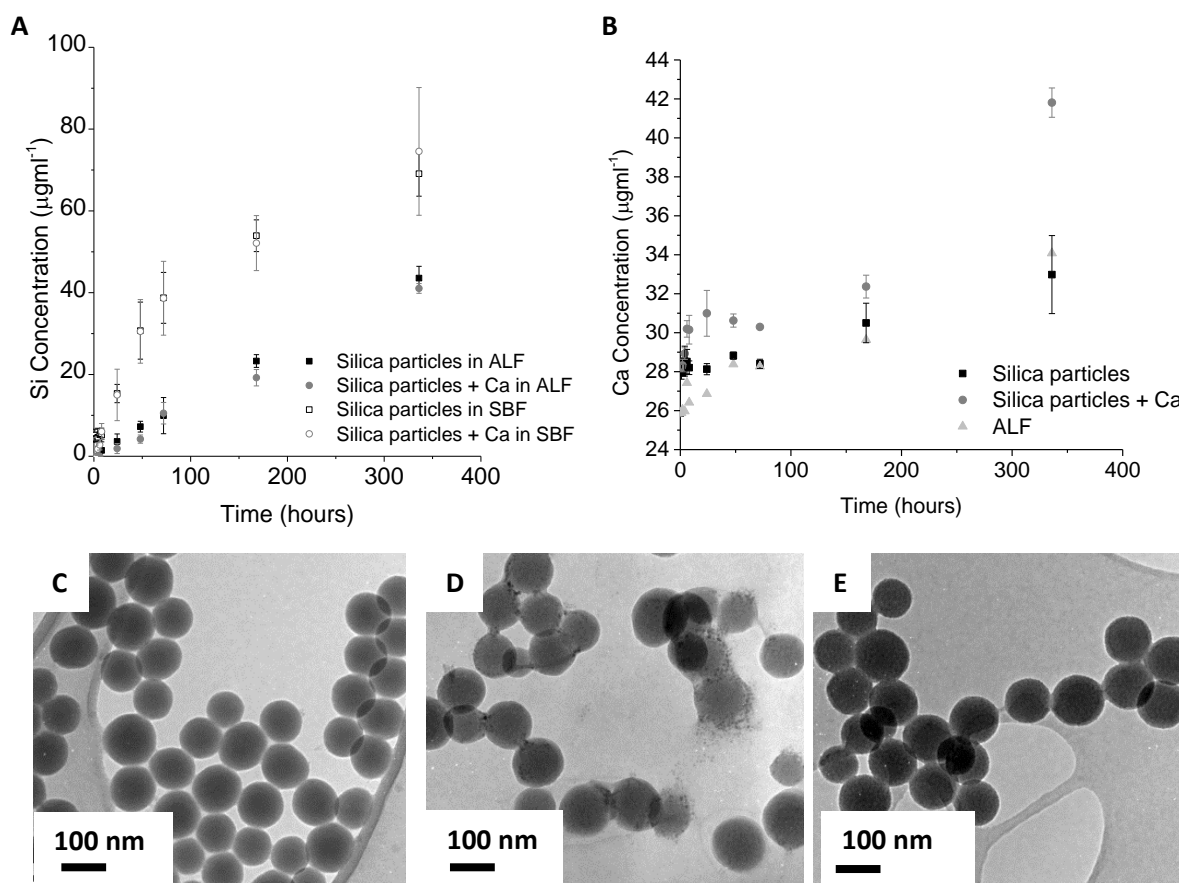 A
100
80
60
40
20
0
0 100 200 300 400
Si Concentration (µgml⁻¹)
Time (hours)
Silica particles in ALF
Silica particles + Ca in ALF
Silica particles in SBF
Silica particles + Ca in SBF
B
44
42
40
38
36
34
32
30
28
26
24
0 100 200 300 400
Ca Concentration (µgml⁻¹)
Time (hours)
Silica particles
Silica particles + Ca
ALF
C
100 nm
D
100 nm
E
100 nm